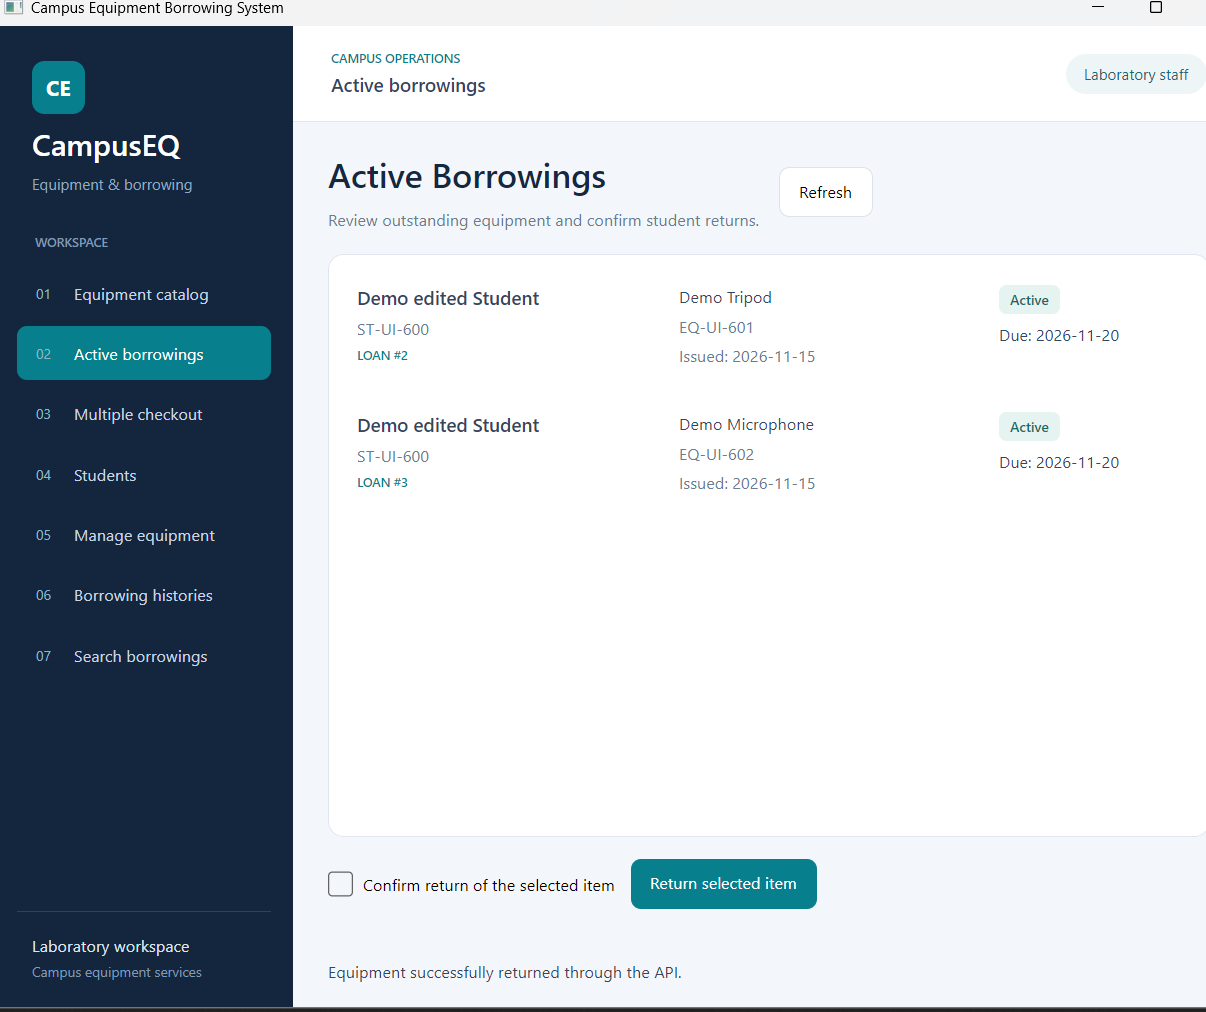 Campus Equipment Borrowing System
CE
CampusEQ
Equipment & borrowing
WORKSPACE
01 Equipment catalog
02 Active borrowings
03 Multiple checkout
04 Students
05 Manage equipment
06 Borrowing histories
07 Search borrowings
Laboratory workspace
Campus equipment services
CAMPUS OPERATIONS
Active borrowings
Laboratory staff
Active Borrowings
Review outstanding equipment and confirm student returns.
Refresh
Demo edited Student
ST-UI-600
LOAN #2
Demo Tripod
EQ-UI-601
Issued: 2026-11-15
Active
Due: 2026-11-20
Demo edited Student
ST-UI-600
LOAN #3
Demo Microphone
EQ-UI-602
Issued: 2026-11-15
Active
Due: 2026-11-20
Confirm return of the selected item
Return selected item
Equipment successfully returned through the API.